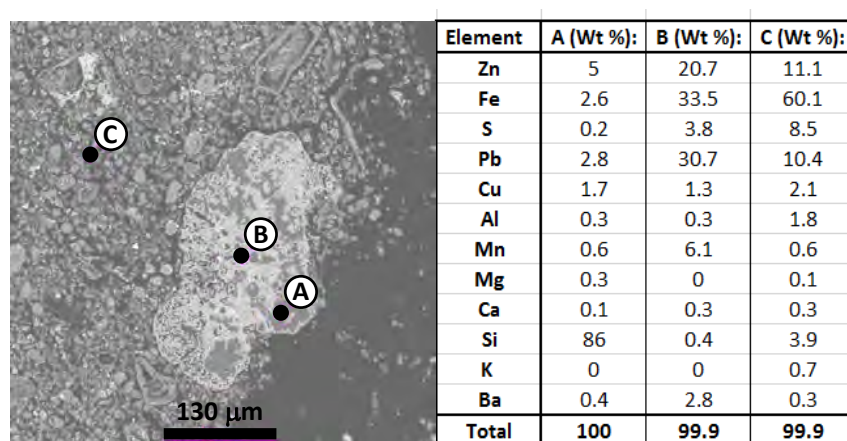 C
B
A
130 μm
Element A (Wt %): B (Wt %): C (Wt %):
Zn 5 20.7 11.1
Fe 2.6 33.5 60.1
S 0.2 3.8 8.5
Pb 2.8 30.7 10.4
Cu 1.7 1.3 2.1
Al 0.3 0.3 1.8
Mn 0.6 6.1 0.6
Mg 0.3 0 0.1
Ca 0.1 0.3 0.3
Si 86 0.4 3.9
K 0 0 0.7
Ba 0.4 2.8 0.3
Total 100 99.9 99.9